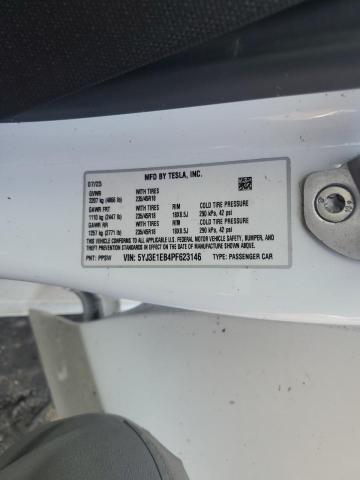 MFD BY TESLA, INC.
07/23
GVWR WITH TIRES
2207 kg (4866 lb) 235/45R18
GAWR FRT WITH TIRES RIM COLD TIRE PRESSURE
1110 kg (2447 lb) 235/45R18 18X8.5J 290 kPa, 42 psi
GAWR RR WITH TIRES RIM COLD TIRE PRESSURE
1257 kg (2771 lb) 235/45R18 18X8.5J 290 kPa, 42 psi
THIS VEHICLE CONFORMS TO ALL APPLICABLE U.S. FEDERAL MOTOR VEHICLE SAFETY, BUMPER, AND
THEFT PREVENTION STANDARDS IN EFFECT ON THE DATE OF MANUFACTURE SHOWN ABOVE.
PNT: PPSW VIN: 5YJ3E1EB4PF623146 TYPE: PASSENGER CAR